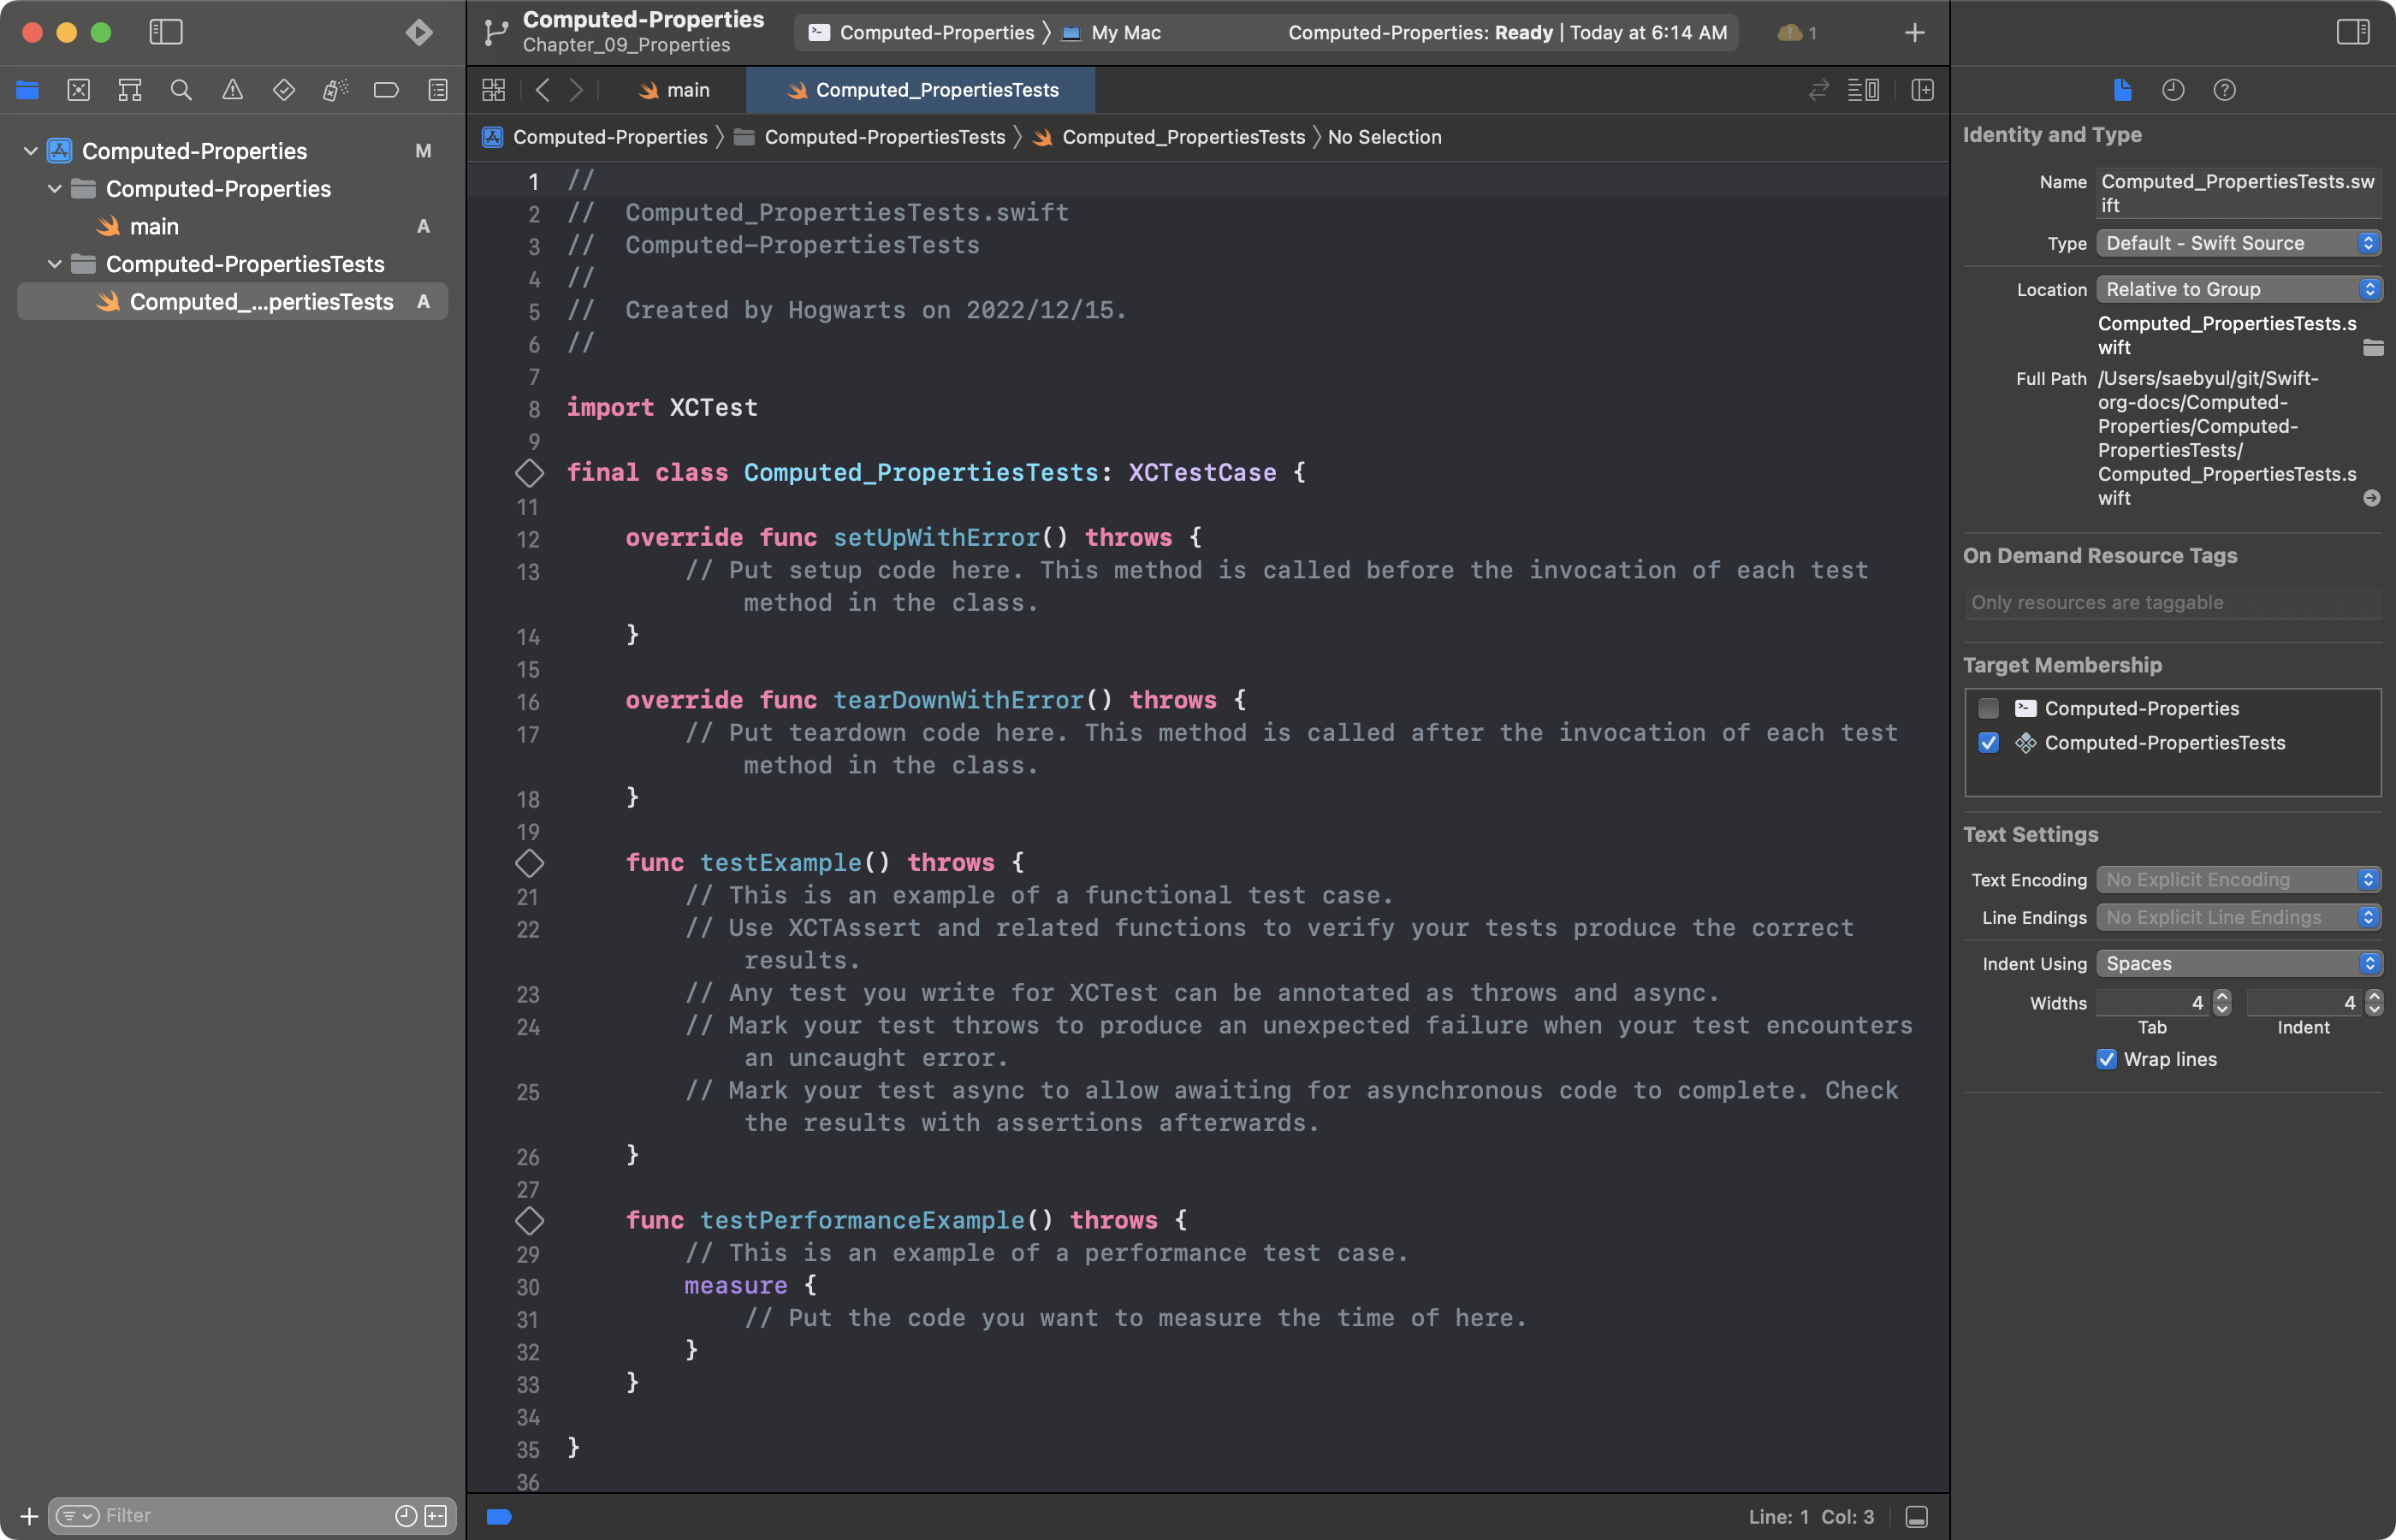 Computed-Properties
Chapter_09_Properties
Computed-Properties
My Mac
Computed-Properties: Ready | Today at 6:14 AM
1
main
Computed_PropertiesTests
Computed-Properties
Computed-PropertiesTests
Computed_PropertiesTests
No Selection
Computed-Properties M
Computed-Properties
main A
Computed-PropertiesTests
Computed_...pertiesTests A
Filter
1 //
2 //  Computed_PropertiesTests.swift
3 //  Computed-PropertiesTests
4 //
5 //  Created by Hogwarts on 2022/12/15.
6 //
7
8 import XCTest
9
final class Computed_PropertiesTests: XCTestCase {
11
12     override func setUpWithError() throws {
13         // Put setup code here. This method is called before the invocation of each test
method in the class.
14     }
15
16     override func tearDownWithError() throws {
17         // Put teardown code here. This method is called after the invocation of each test
method in the class.
18     }
19
func testExample() throws {
21         // This is an example of a functional test case.
22         // Use XCTAssert and related functions to verify your tests produce the correct
results.
23         // Any test you write for XCTest can be annotated as throws and async.
24         // Mark your test throws to produce an unexpected failure when your test encounters
an uncaught error.
25         // Mark your test async to allow awaiting for asynchronous code to complete. Check
the results with assertions afterwards.
26     }
27
func testPerformanceExample() throws {
29         // This is an example of a performance test case.
30         measure {
31             // Put the code you want to measure the time of here.
32         }
33     }
34
35 }
36
Line: 1  Col: 3
Identity and Type
Name Computed_PropertiesTests.sw
ift
Type Default - Swift Source
Location Relative to Group
Computed_PropertiesTests.s
wift
Full Path /Users/saebyul/git/Swift-
org-docs/Computed-
Properties/Computed-
PropertiesTests/
Computed_PropertiesTests.s
wift
On Demand Resource Tags
Only resources are taggable
Target Membership
Computed-Properties
Computed-PropertiesTests
Text Settings
Text Encoding No Explicit Encoding
Line Endings No Explicit Line Endings
Indent Using Spaces
Widths 4 4
Tab Indent
Wrap lines